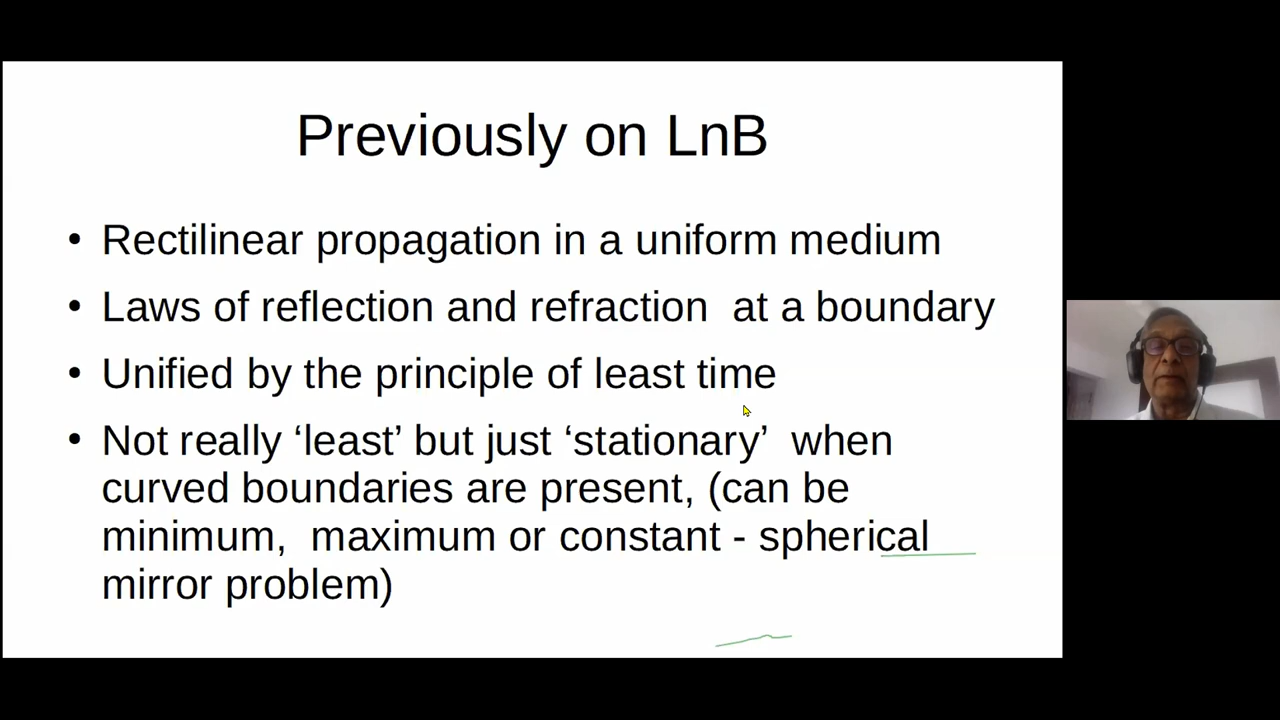 Previously on LnB
• Rectilinear propagation in a uniform medium
• Laws of reflection and refraction at a boundary
• Unified by the principle of least time
• Not really ‘least’ but just ‘stationary’ when
curved boundaries are present, (can be
minimum, maximum or constant - spherical
mirror problem)